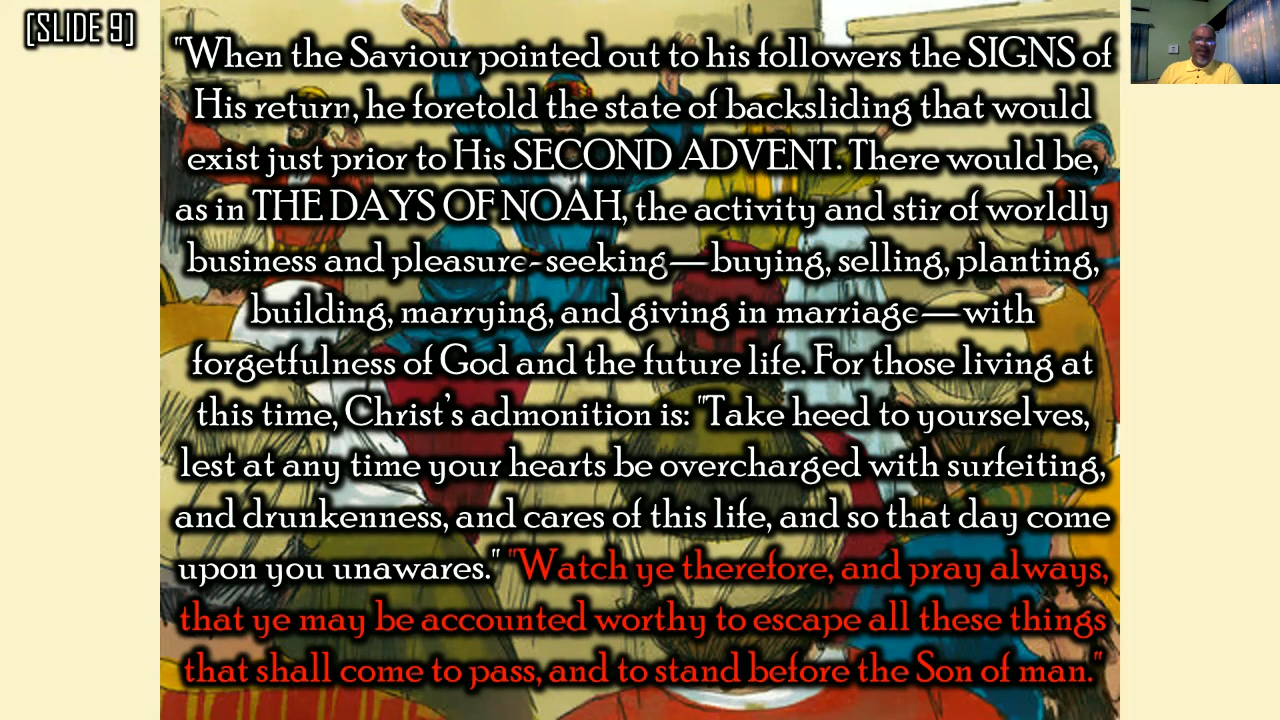 [SLIDE 9]
"When the Saviour pointed out to his followers the SIGNS of
His return, he foretold the state of backsliding that would
exist just prior to His SECOND ADVENT. There would be,
as in THE DAYS OF NOAH, the activity and stir of worldly
business and pleasure-seeking—buying, selling, planting,
building, marrying, and giving in marriage—with
forgetfulness of God and the future life. For those living at
this time, Christ's admonition is: "Take heed to yourselves,
lest at any time your hearts be overcharged with surfeiting,
and drunkenness, and cares of this life, and so that day come
upon you unawares." "Watch ye therefore, and pray always,
that ye may be accounted worthy to escape all these things
that shall come to pass, and to stand before the Son of man."